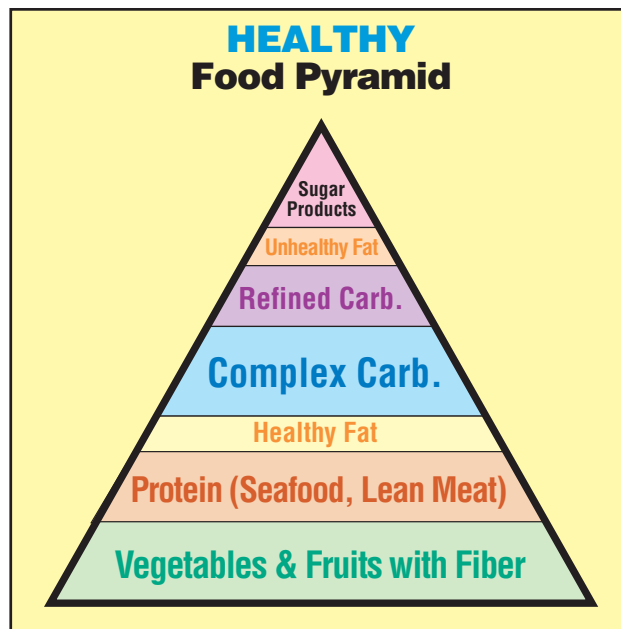 HEALTHY
Food Pyramid
Sugar
Products
Unhealthy Fat
Refined Carb.
Complex Carb.
Healthy Fat
Protein (Seafood, Lean Meat)
Vegetables & Fruits with Fiber